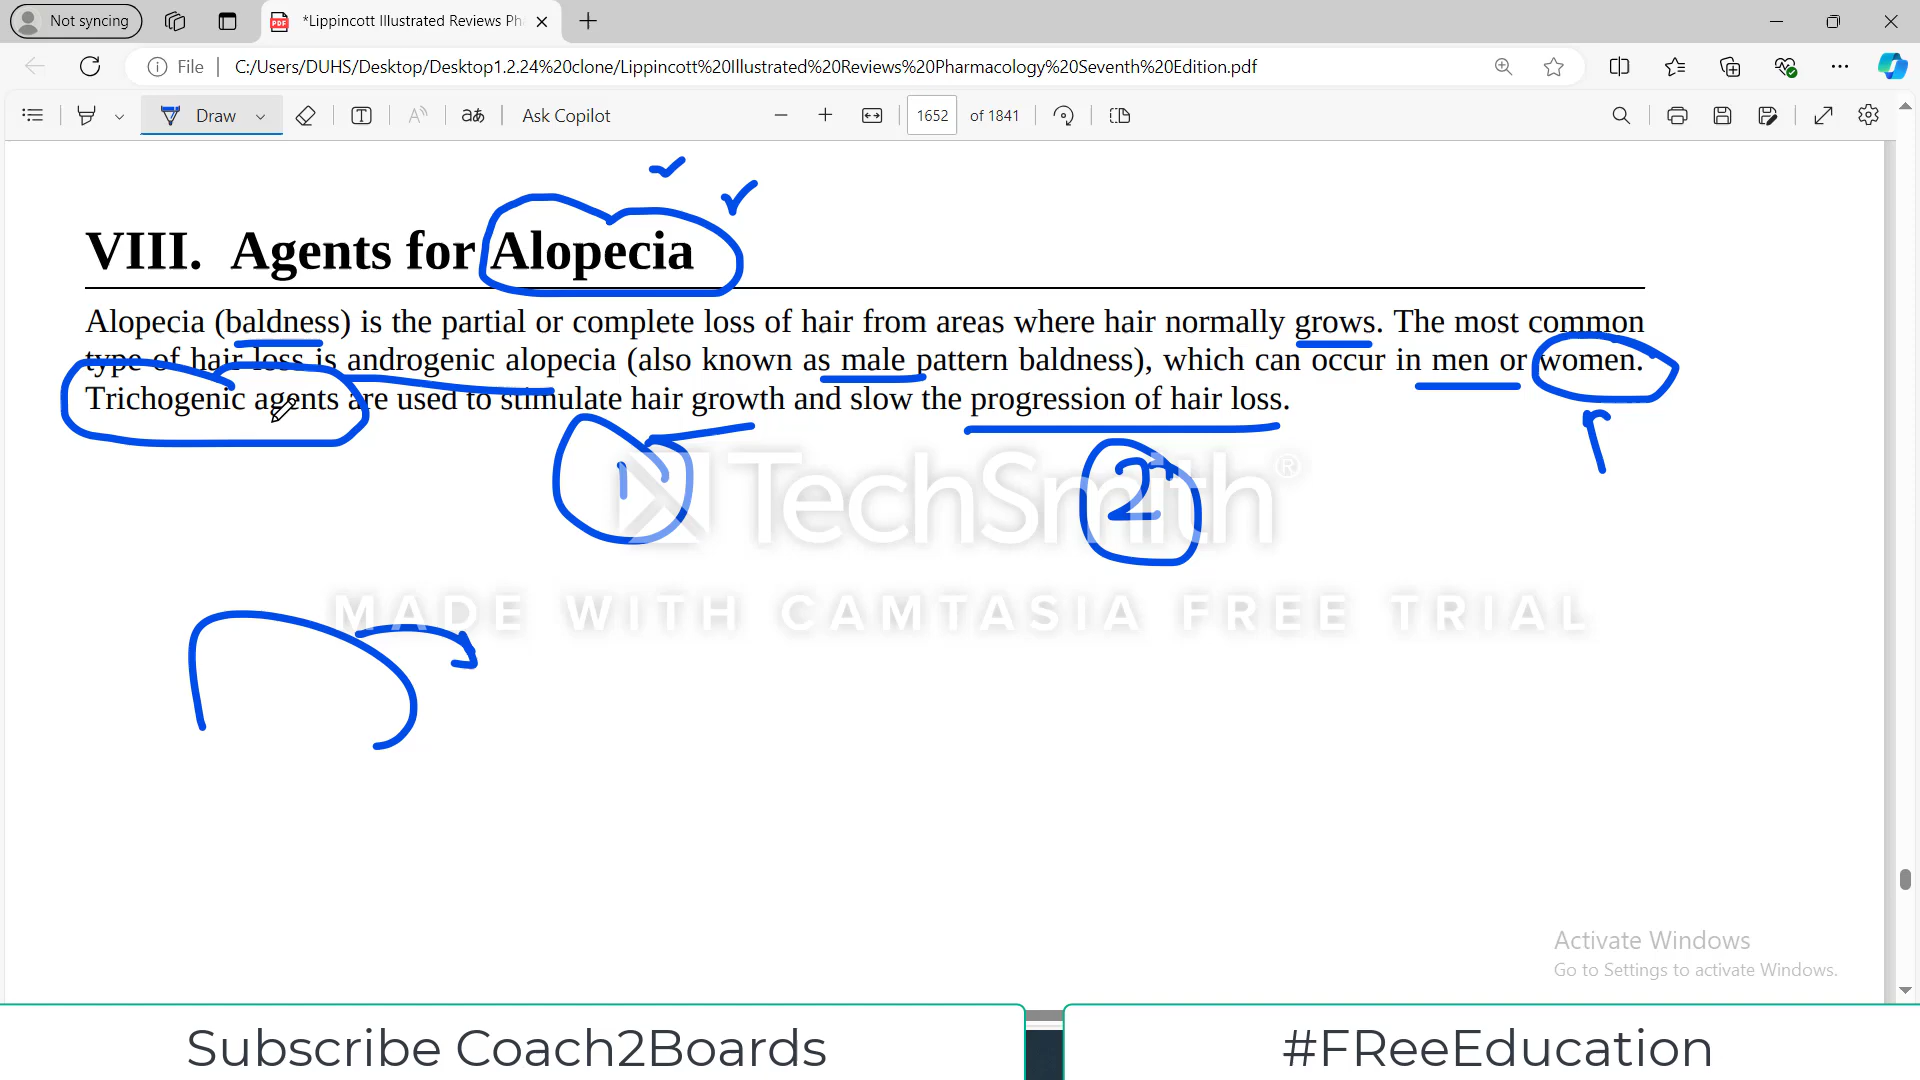 Not syncing
*Lippincott Illustrated Reviews Ph
File
C:/Users/DUHS/Desktop/Desktop1.2.24%20clone/Lippincott%20Illustrated%20Reviews%20Pharmacology%20Seventh%20Edition.pdf
Draw
aあ
Ask Copilot
1652 of 1841
VIII. Agents for Alopecia
Alopecia (baldness) is the partial or complete loss of hair from areas where hair normally grows. The most common
type of hair loss is androgenic alopecia (also known as male pattern baldness), which can occur in men or women.
Trichogenic agents are used to stimulate hair growth and slow the progression of hair loss.
1
2
TechSmith®
MADE WITH CAMTASIA FREE TRIAL
Activate Windows
Go to Settings to activate Windows.
Subscribe Coach2Boards
#FReeEducation